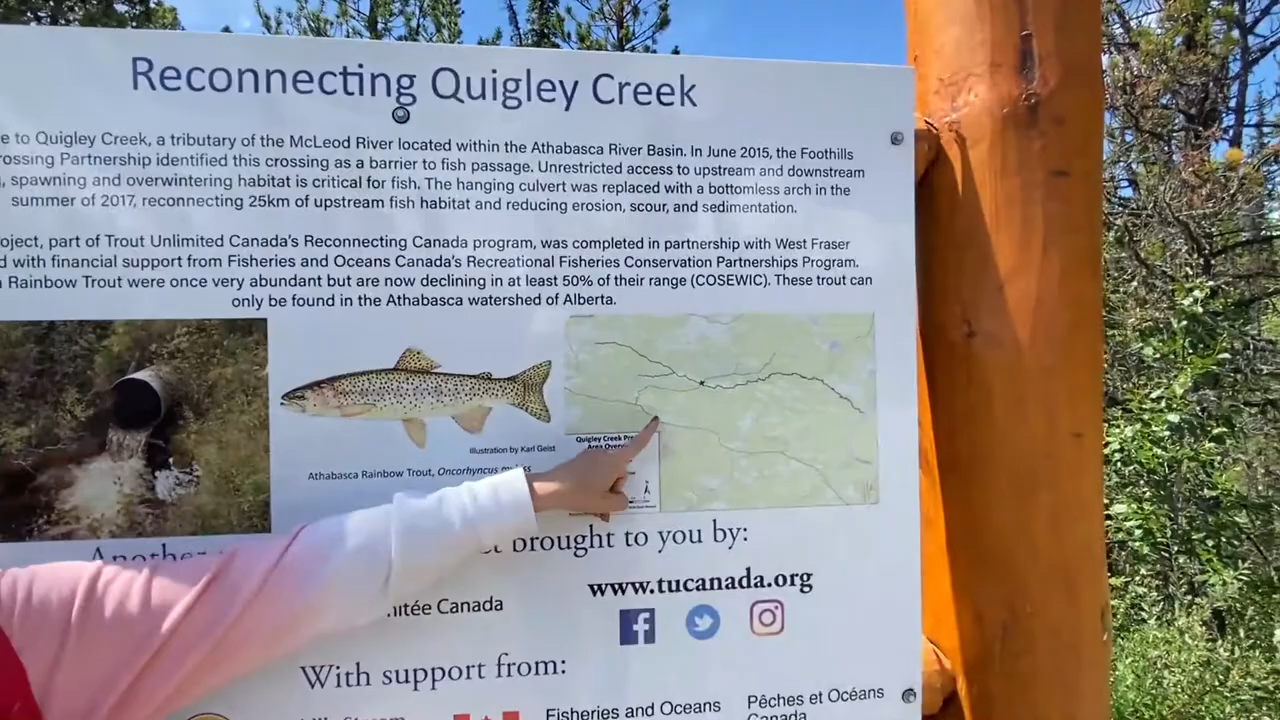 Reconnecting Quigley Creek
e to Quigley Creek, a tributary of the McLeod River located within the Athabasca River Basin. In June 2015, the Foothills
rossing Partnership identified this crossing as a barrier to fish passage. Unrestricted access to upstream and downstream
, spawning and overwintering habitat is critical for fish. The hanging culvert was replaced with a bottomless arch in the
summer of 2017, reconnecting 25km of upstream fish habitat and reducing erosion, scour, and sedimentation.
oject, part of Trout Unlimited Canada's Reconnecting Canada program, was completed in partnership with West Fraser
d with financial support from Fisheries and Oceans Canada's Recreational Fisheries Conservation Partnerships Program.
Rainbow Trout were once very abundant but are now declining in at least 50% of their range (COSEWIC). These trout can
only be found in the Athabasca watershed of Alberta.
Illustration by Karl Geist
Athabasca Rainbow Trout, Oncorhyncus
Quigley Creek
Area
Another
brought to you by:
www.tucanada.org
itée Canada
With support from:
Fisheries and Oceans
Pêches et Océans
Canada